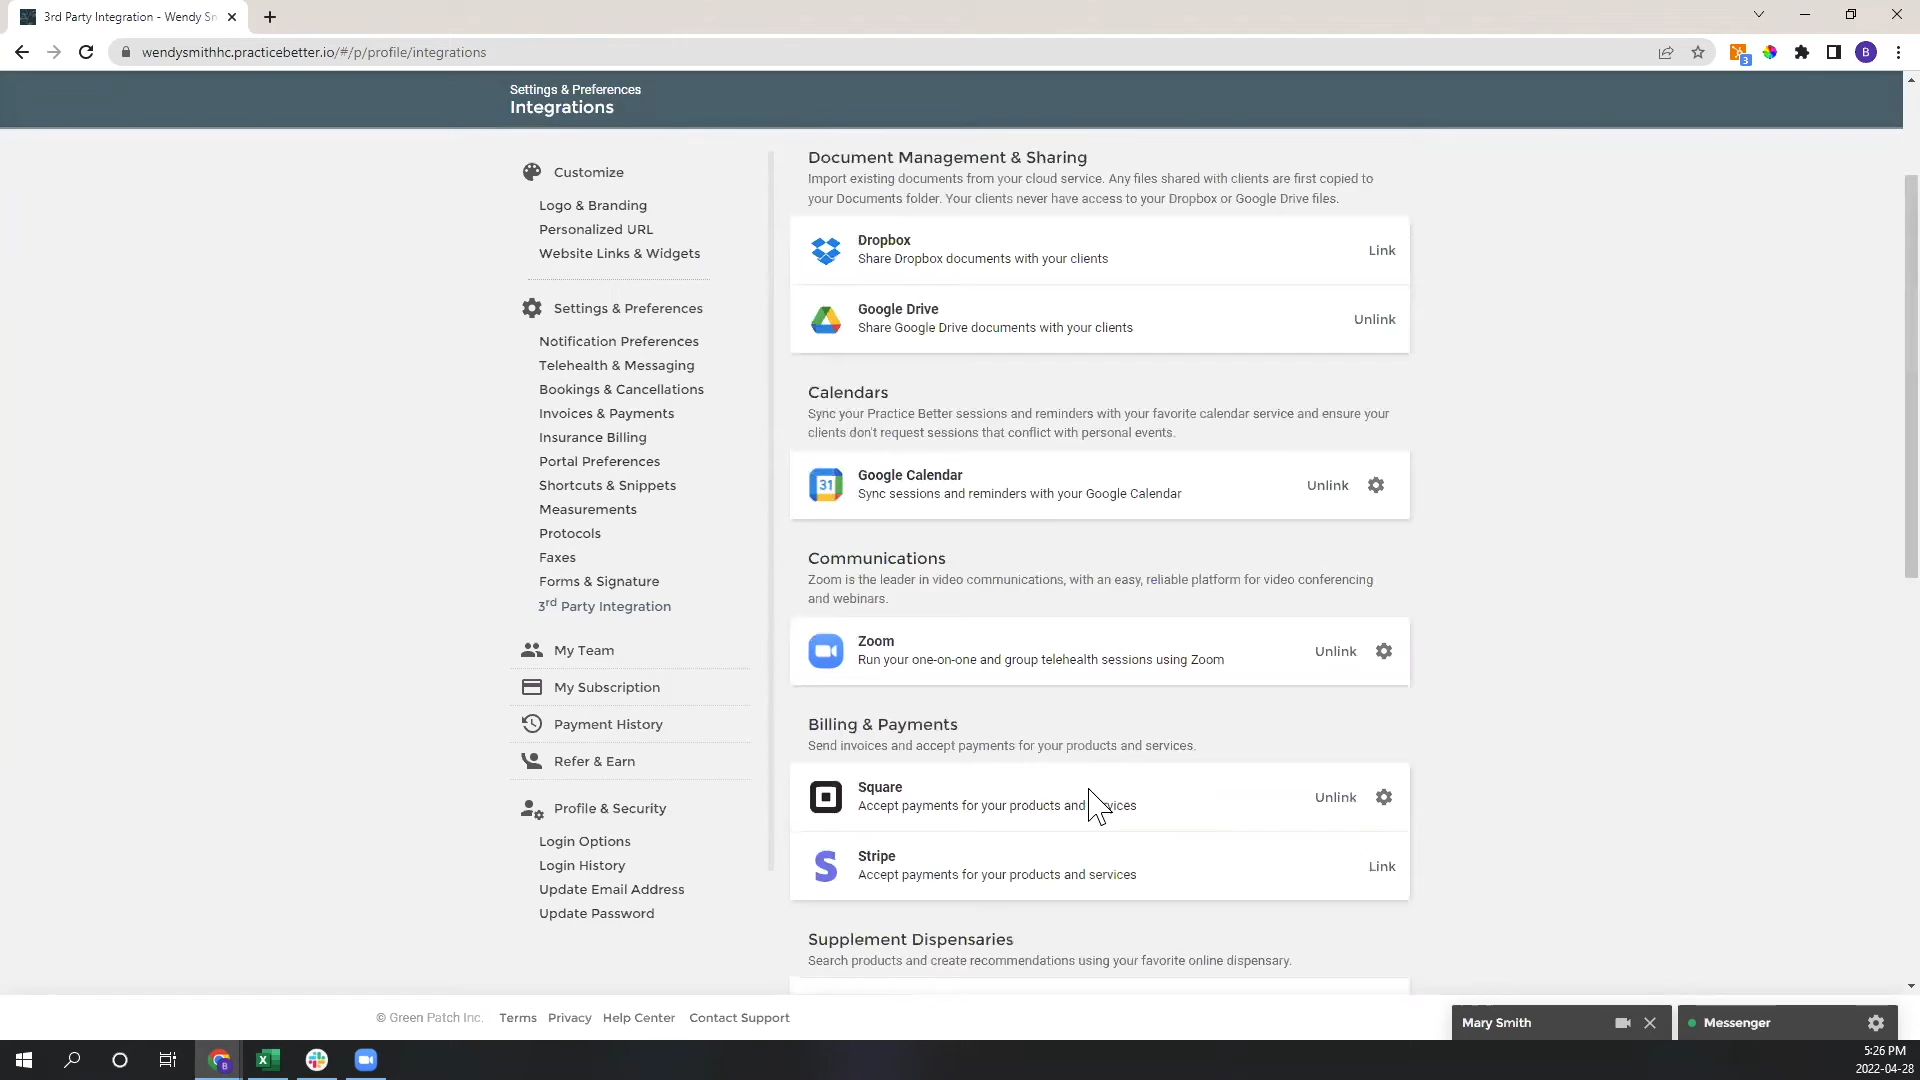 3rd Party Integration - Wendy Sn
wendysmithhc.practicebetter.io/#/p/profile/integrations
3
B
Settings & Preferences
Integrations
Customize
Logo & Branding
Personalized URL
Website Links & Widgets
Settings & Preferences
Notification Preferences
Telehealth & Messaging
Bookings & Cancellations
Invoices & Payments
Insurance Billing
Portal Preferences
Shortcuts & Snippets
Measurements
Protocols
Faxes
Forms & Signature
3rd Party Integration
My Team
My Subscription
Payment History
Refer & Earn
Profile & Security
Login Options
Login History
Update Email Address
Update Password
Document Management & Sharing
Import existing documents from your cloud service. Any files shared with clients are first copied to
your Documents folder. Your clients never have access to your Dropbox or Google Drive files.
Dropbox
Share Dropbox documents with your clients
Link
Google Drive
Share Google Drive documents with your clients
Unlink
Calendars
Sync your Practice Better sessions and reminders with your favorite calendar service and ensure your
clients don't request sessions that conflict with personal events.
31
Google Calendar
Sync sessions and reminders with your Google Calendar
Unlink
Communications
Zoom is the leader in video communications, with an easy, reliable platform for video conferencing
and webinars.
Zoom
Run your one-on-one and group telehealth sessions using Zoom
Unlink
Billing & Payments
Send invoices and accept payments for your products and services.
Square
Accept payments for your products and services
Unlink
S
Stripe
Accept payments for your products and services
Link
Supplement Dispensaries
Search products and create recommendations using your favorite online dispensary.
© Green Patch Inc. Terms Privacy Help Center Contact Support
Mary Smith
Messenger
5:26 PM
2022-04-28